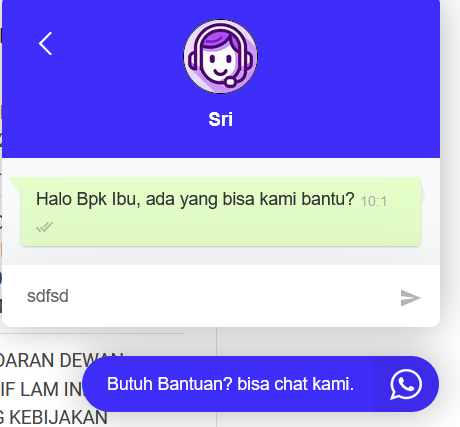 Sri
Halo Bpk Ibu, ada yang bisa kami bantu? 10:1
sdfsd
DARAN DEWAN
IF LAM IN
Butuh Bantuan? bisa chat kami.
G KEBIJAKAN